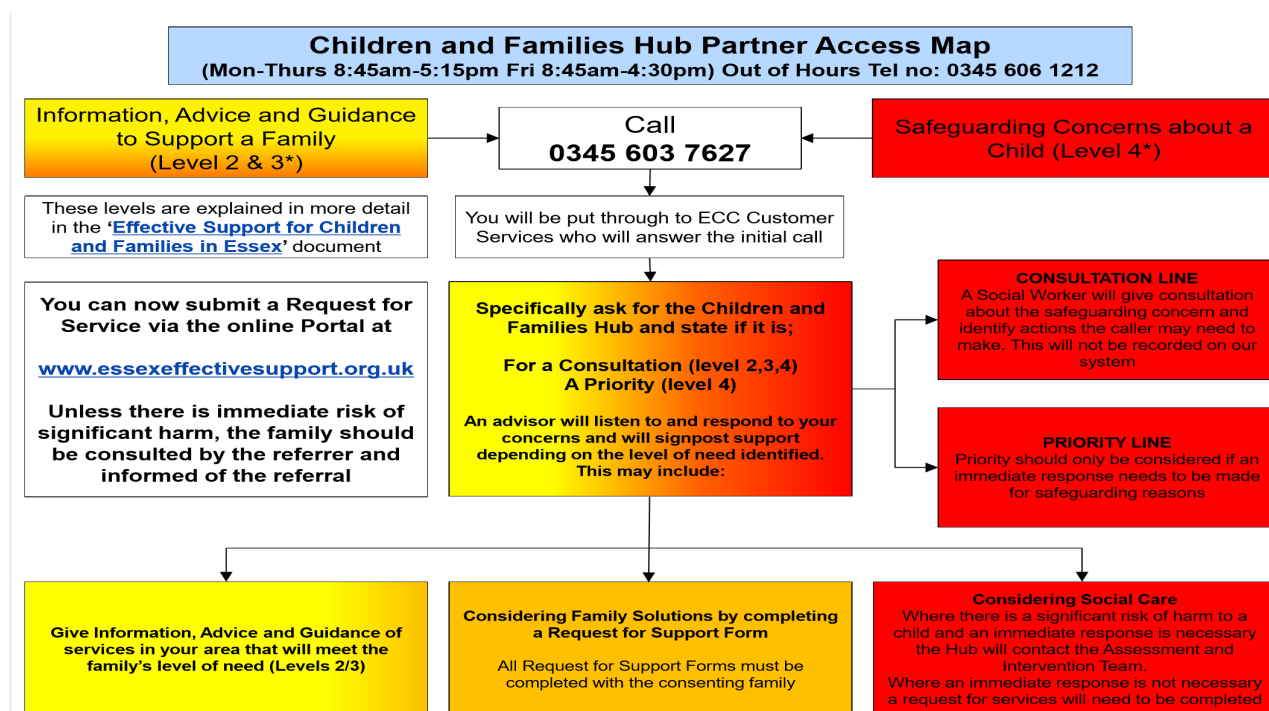 Children and Families Hub Partner Access Map
(Mon-Thurs 8:45am-5:15pm Fri 8:45am-4:30pm) Out of Hours Tel no: 0345 606 1212
Information, Advice and Guidance
to Support a Family
(Level 2 & 3*)
Call
0345 603 7627
Safeguarding Concerns about a
Child (Level 4*)
These levels are explained in more detail
in the ‘Effective Support for Children
and Families in Essex’ document
You will be put through to ECC Customer
Services who will answer the initial call
You can now submit a Request for
Service via the online Portal at
www.essexeffectivesupport.org.uk
Unless there is immediate risk of
significant harm, the family should
be consulted by the referrer and
informed of the referral
Specifically ask for the Children and
Families Hub and state if it is;
For a Consultation (level 2,3,4)
A Priority (level 4)
An advisor will listen to and respond to your
concerns and will signpost support
depending on the level of need identified.
This may include:
CONSULTATION LINE
A Social Worker will give consultation
about the safeguarding concern and
identify actions the caller may need to
make. This will not be recorded on our
system
PRIORITY LINE
Priority should only be considered if an
immediate response needs to be made
for safeguarding reasons
Give Information, Advice and Guidance of
services in your area that will meet the
family’s level of need (Levels 2/3)
Considering Family Solutions by completing
a Request for Support Form
All Request for Support Forms must be
completed with the consenting family
Considering Social Care
Where there is a significant risk of harm to a
child and an immediate response is necessary
the Hub will contact the Assessment and
Intervention Team.
Where an immediate response is not necessary
a request for services will need to be completed